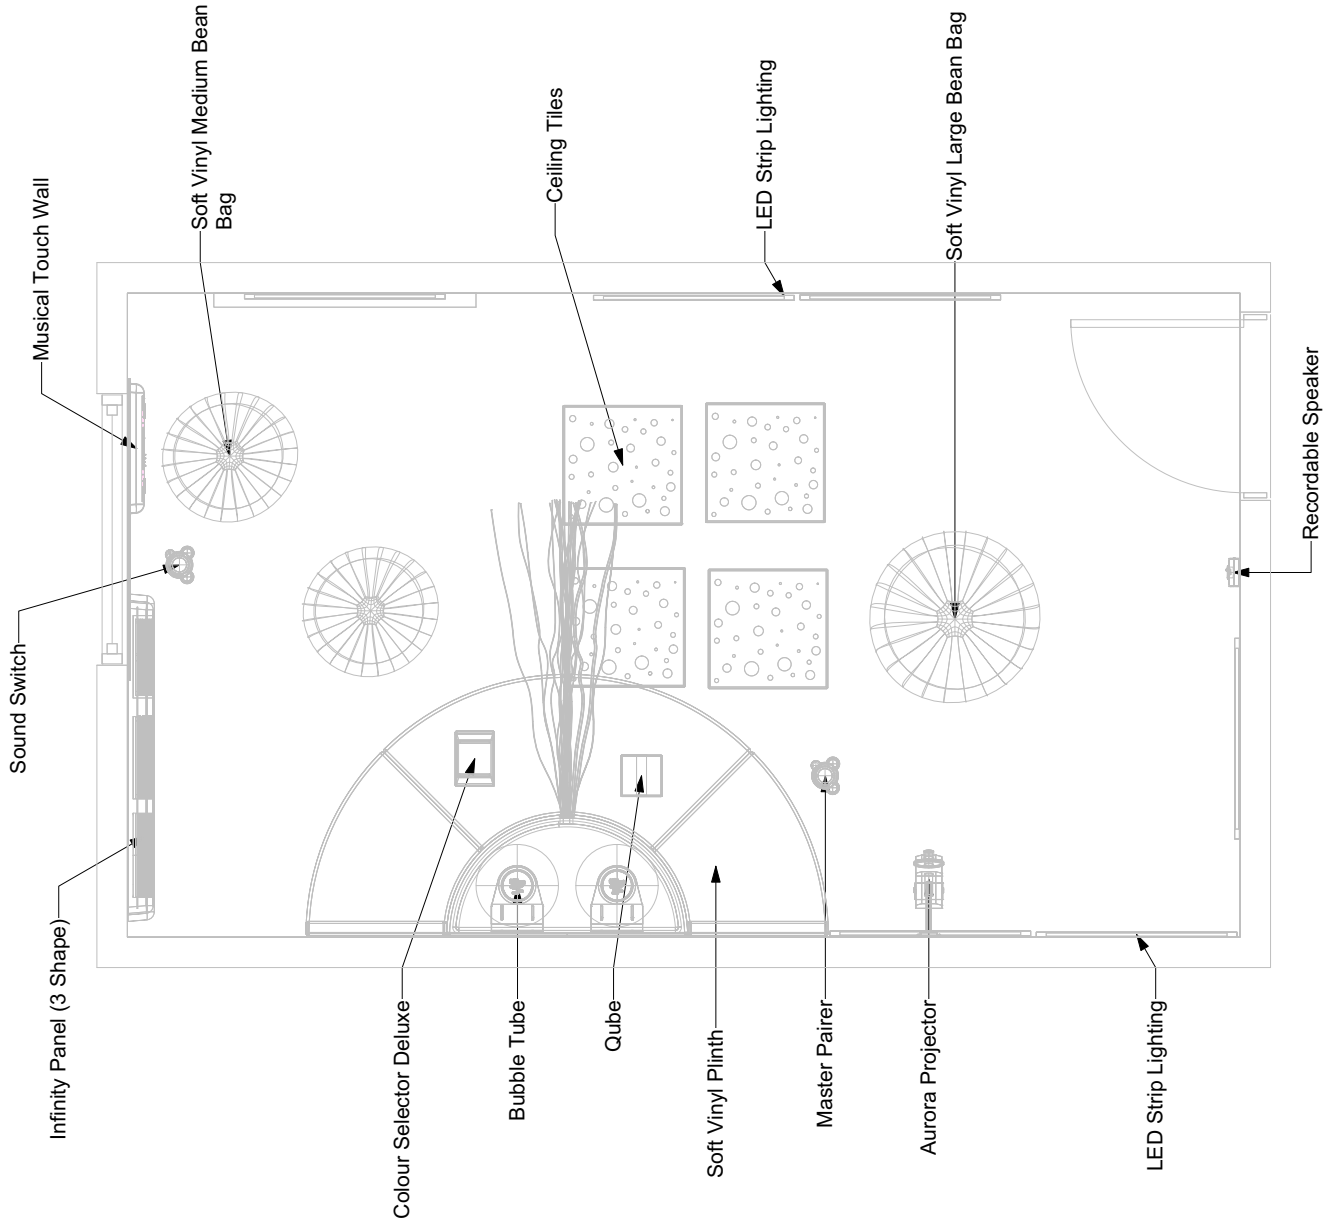 Musical Touch Wall
Soft Vinyl Medium Bean
Bag
Ceiling Tiles
LED Strip Lighting
Soft Vinyl Large Bean Bag
Recordable Speaker
Sound Switch
Infinity Panel (3 Shape)
Colour Selector Deluxe
Bubble Tube
Qube
Soft Vinyl Plinth
Master Pairer
Aurora Projector
LED Strip Lighting